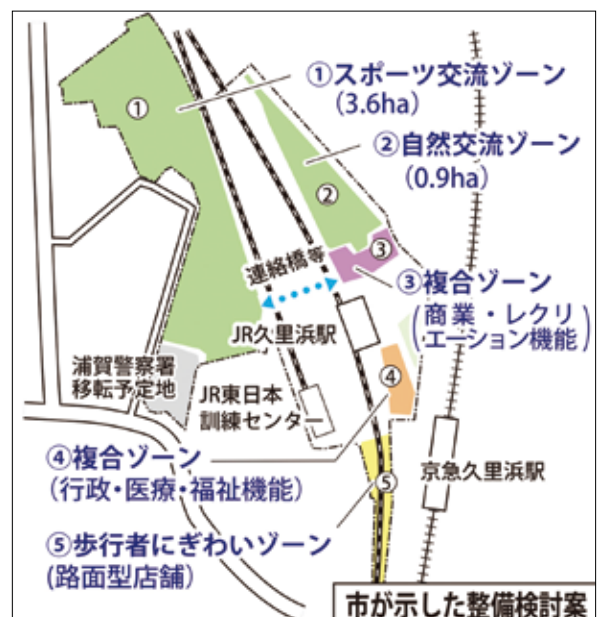 ①スポーツ交流ゾーン
(3.6ha)
①
②自然交流ゾーン
(0.9ha)
②
③
連絡橋等
③複合ゾーン
(商業・レクリ
エーション機能)
JR久里浜駅
浦賀警察署
移転予定地
JR東日本
訓練センター
④
④複合ゾーン
(行政・医療・福祉機能)
⑤
京急久里浜駅
⑤歩行者にぎわいゾーン
(路面型店舗)
市が示した整備検討案